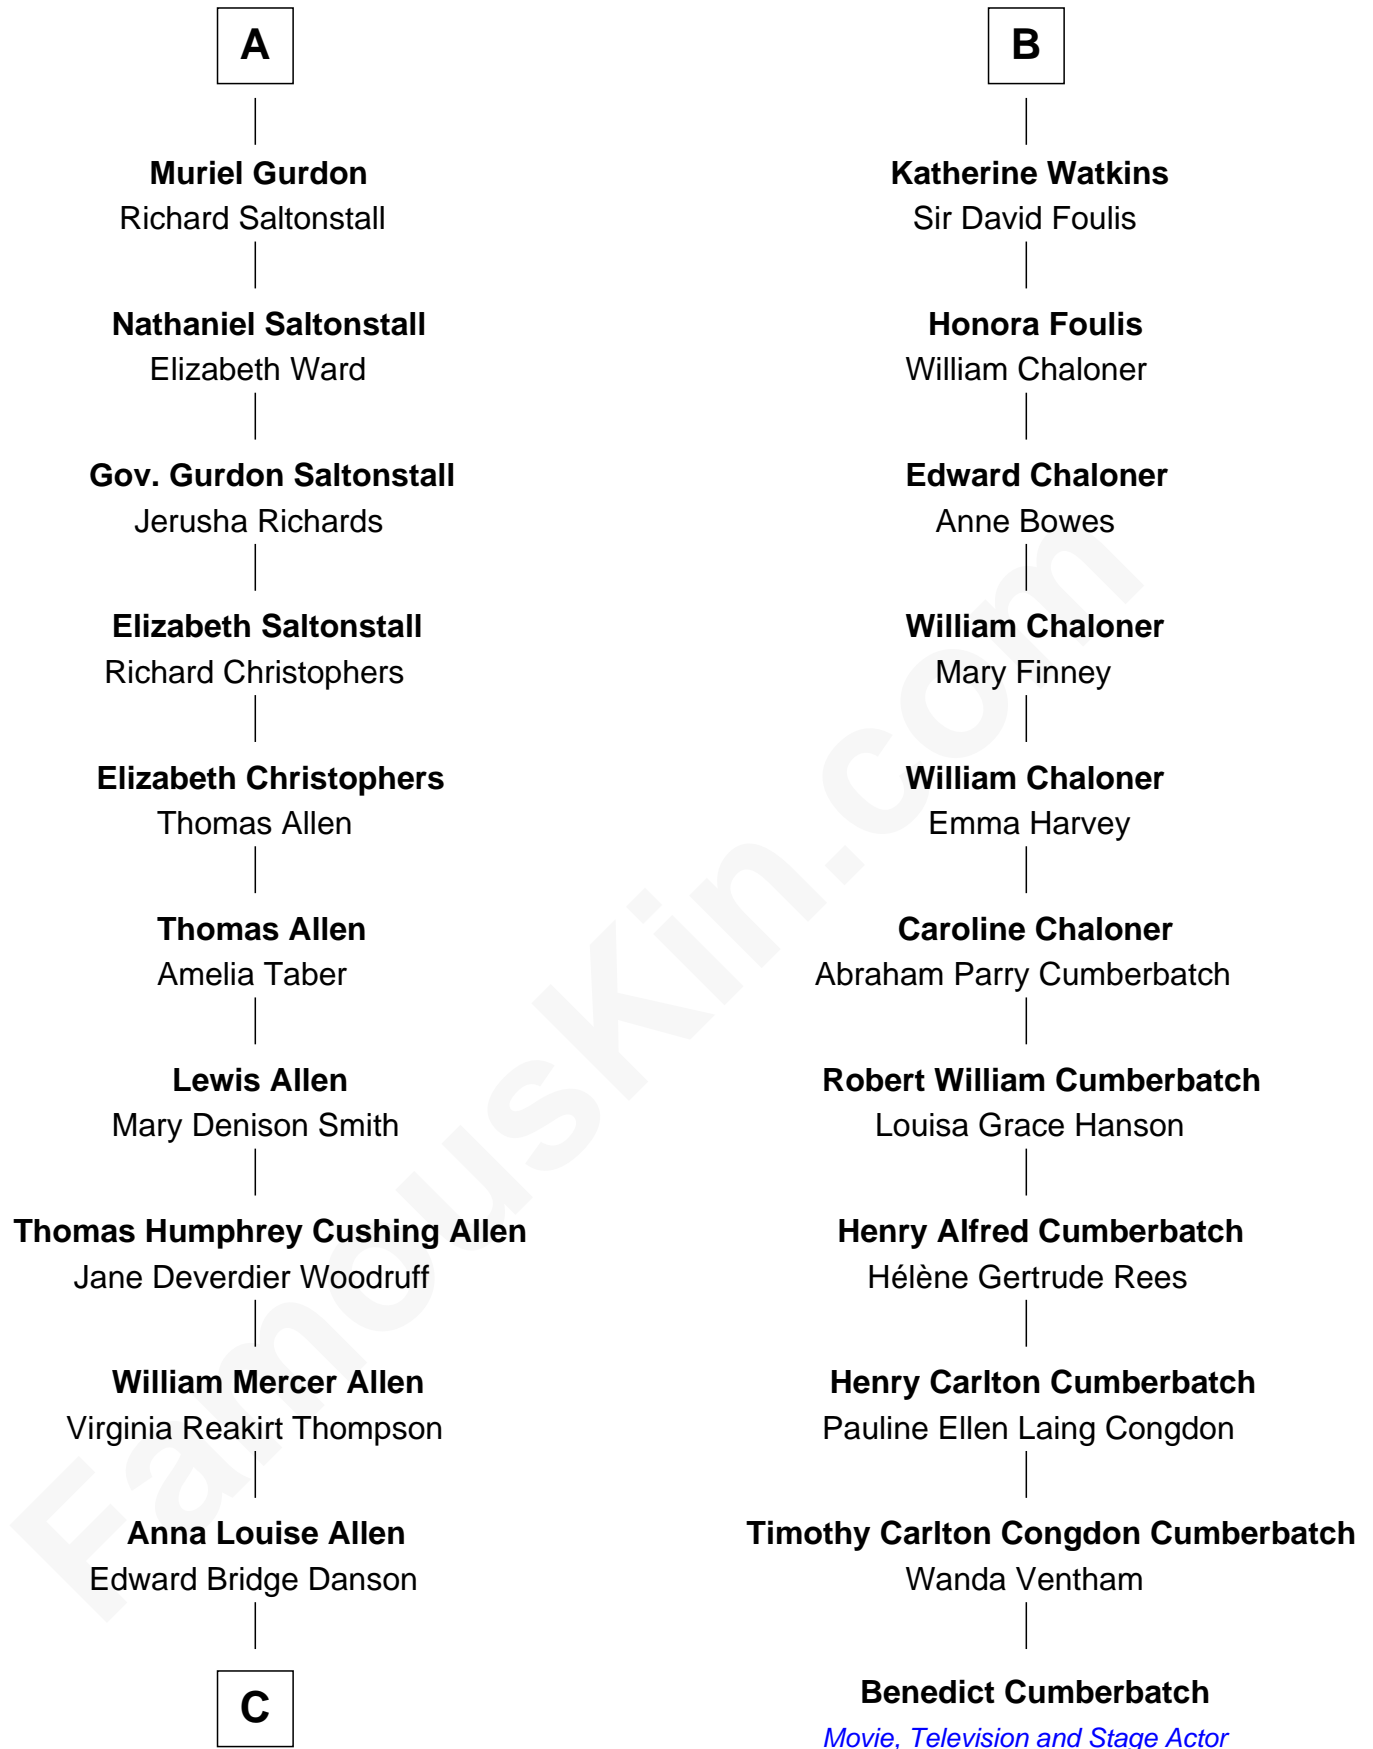 A
Muriel Gurdon
Richard Saltonstall
Nathaniel Saltonstall
Elizabeth Ward
Gov. Gurdon Saltonstall
Jerusha Richards
Elizabeth Saltonstall
Richard Christophers
Elizabeth Christophers
Thomas Allen
Thomas Allen
Amelia Taber
Lewis Allen
Mary Denison Smith
Thomas Humphrey Cushing Allen
Jane Deverdier Woodruff
William Mercer Allen
Virginia Reakirt Thompson
Anna Louise Allen
Edward Bridge Danson
C
B
Katherine Watkins
Sir David Foulis
Honora Foulis
William Chaloner
Edward Chaloner
Anne Bowes
William Chaloner
Mary Finney
William Chaloner
Emma Harvey
Caroline Chaloner
Abraham Parry Cumberbatch
Robert William Cumberbatch
Louisa Grace Hanson
Henry Alfred Cumberbatch
Hélène Gertrude Rees
Henry Carlton Cumberbatch
Pauline Ellen Laing Congdon
Timothy Carlton Congdon Cumberbatch
Wanda Ventham
Benedict Cumberbatch
Movie, Television and Stage Actor
FamousKin.com